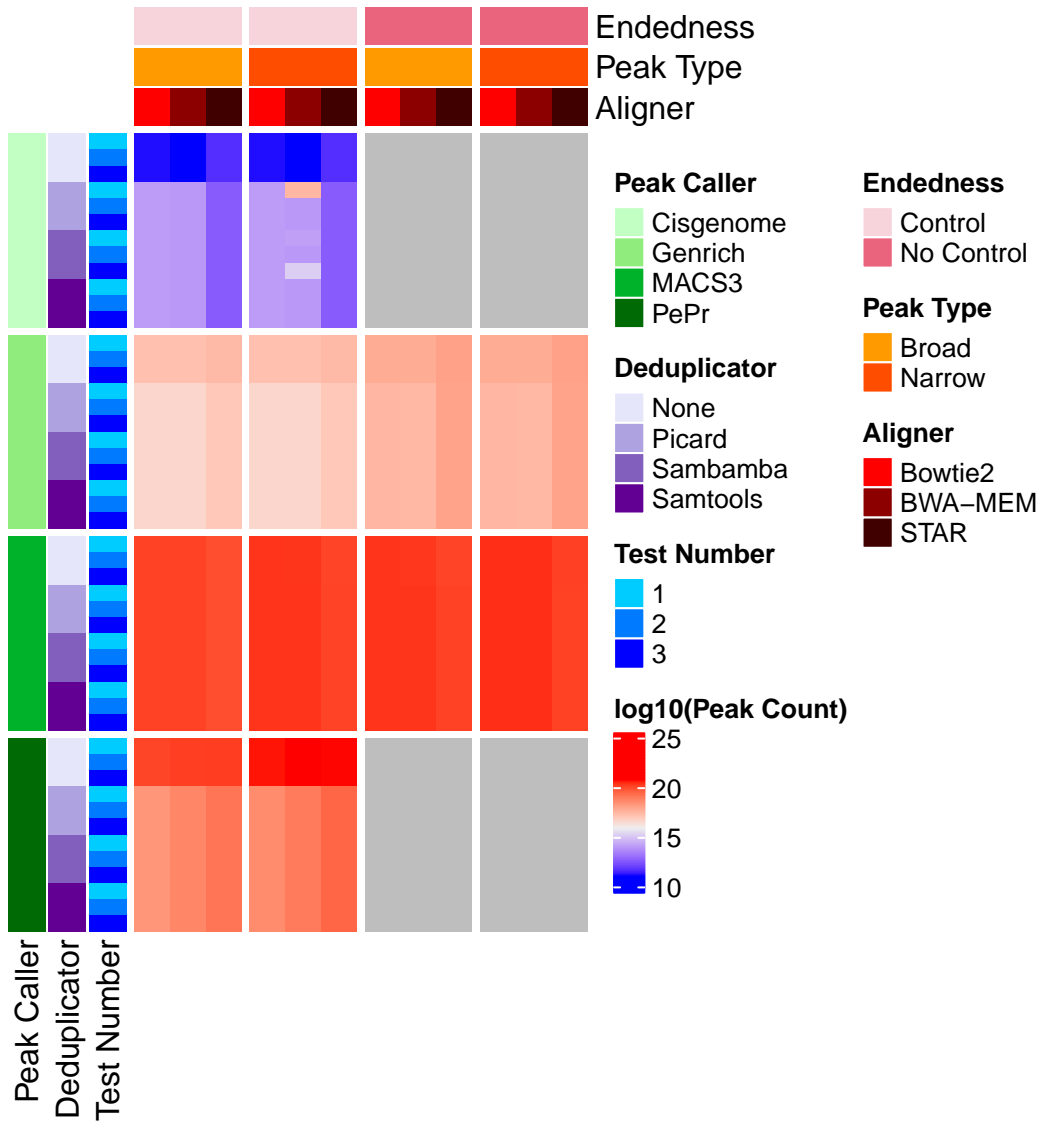 Endedness
Peak Type
Aligner
Peak Caller
Cisgenome
Genrich
MACS3
PePr
Deduplicator
None
Picard
Sambamba
Samtools
Test Number
1
2
3
log10(Peak Count)
25
20
15
10
Endedness
Control
No Control
Peak Type
Broad
Narrow
Aligner
Bowtie2
BWA−MEM
STAR
Peak Caller
Deduplicator
Test Number